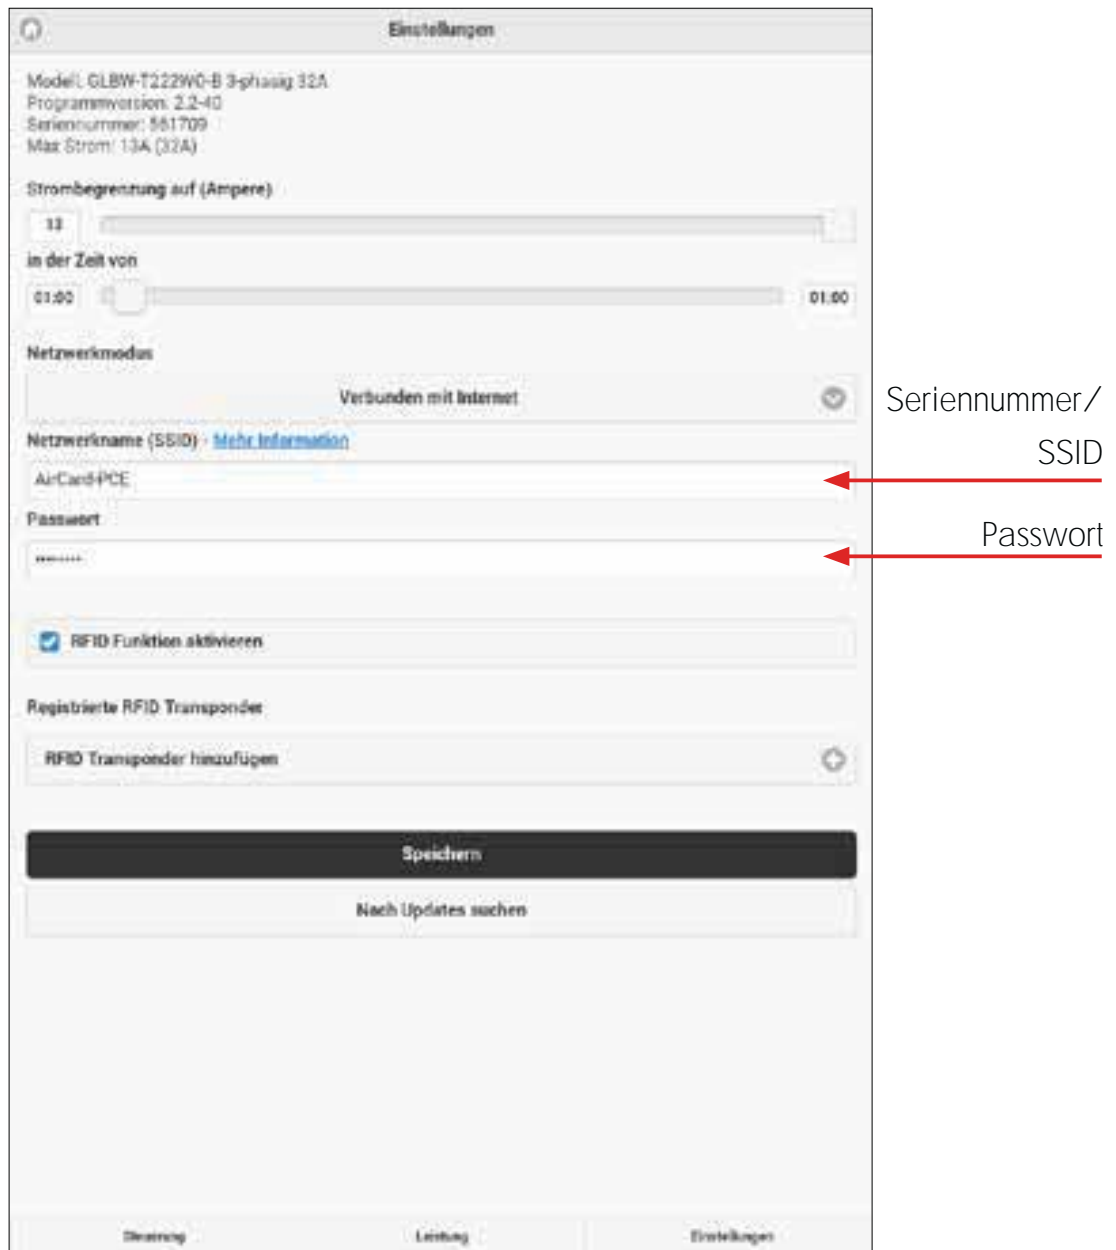 Einstellungen
Modell: GLBW-T222WO-B 3-phasig 32A
Programmversion: 2.2-40
Seriennummer: 561709
Max Strom: 13A (32A)
Strombegrenzung auf (Ampere)
13
in der Zeit von
01:00
01:00
Netzwerkmodus
Verbunden mit Internet
Netzwerkname (SSID) - Mehr Information
Seriennummer/
SSID
AirCard-PCE
Passwort
Passwort
•••••••••
RFID Funktion aktivieren
Registrierte RFID Transponder
RFID Transponder hinzufügen
Speichern
Nach Updates suchen
Steuerung
Leistung
Einstellungen